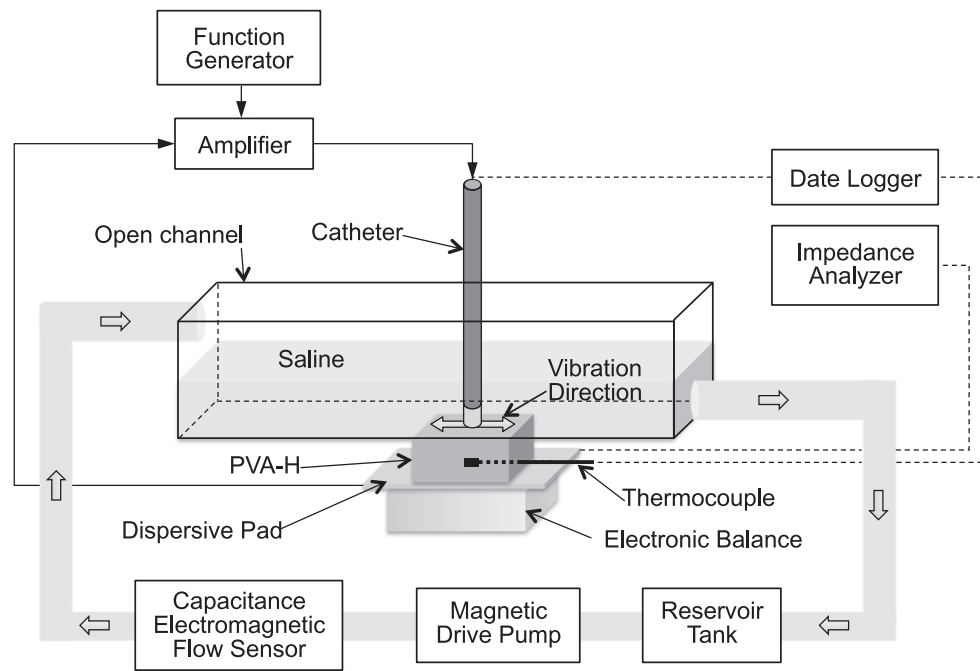 Function
Generator
Amplifier
Date Logger
Open channel
Catheter
Impedance
Analyzer
Saline
Vibration
Direction
PVA-H
Thermocouple
Dispersive Pad
Electronic Balance
Capacitance
Electromagnetic
Flow Sensor
Magnetic
Drive Pump
Reservoir
Tank